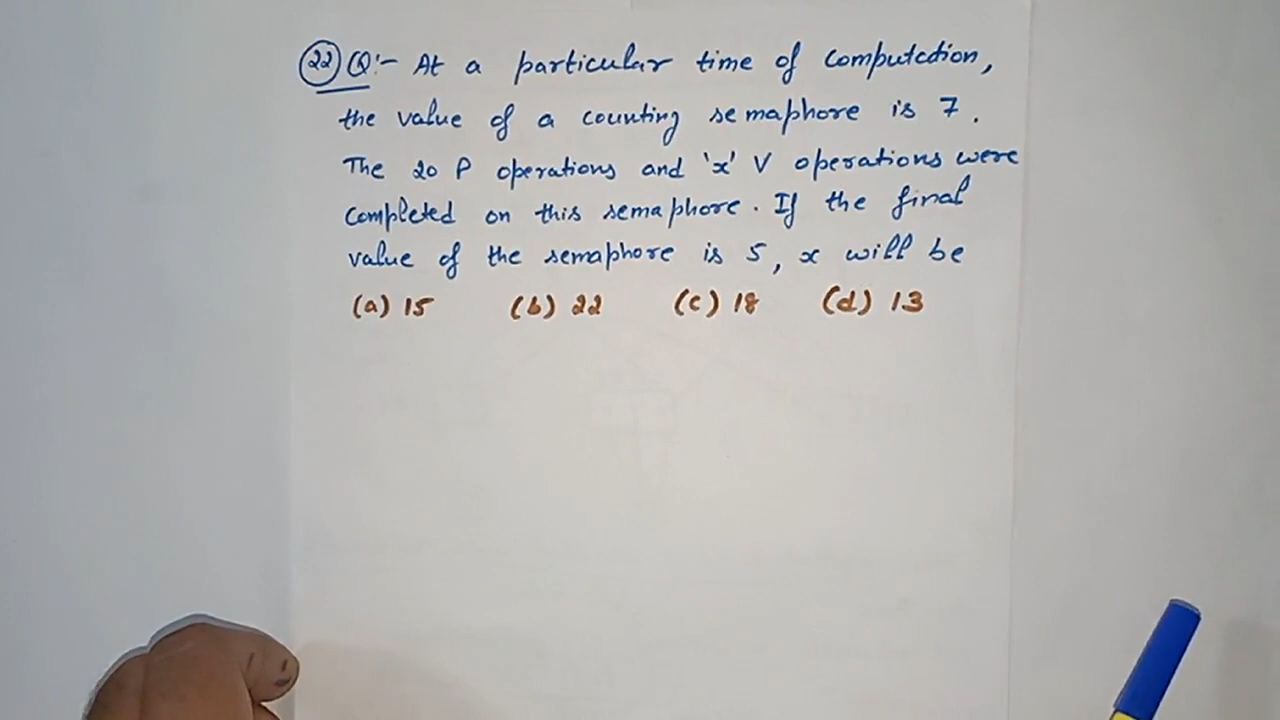 22 Q:- At a particular time of computation,
the value of a counting semaphore is 7.
The 20 P operations and 'x' V operations were
completed on this semaphore. If the final
value of the semaphore is 5, x will be
(a) 15 (b) 22 (c) 18 (d) 13